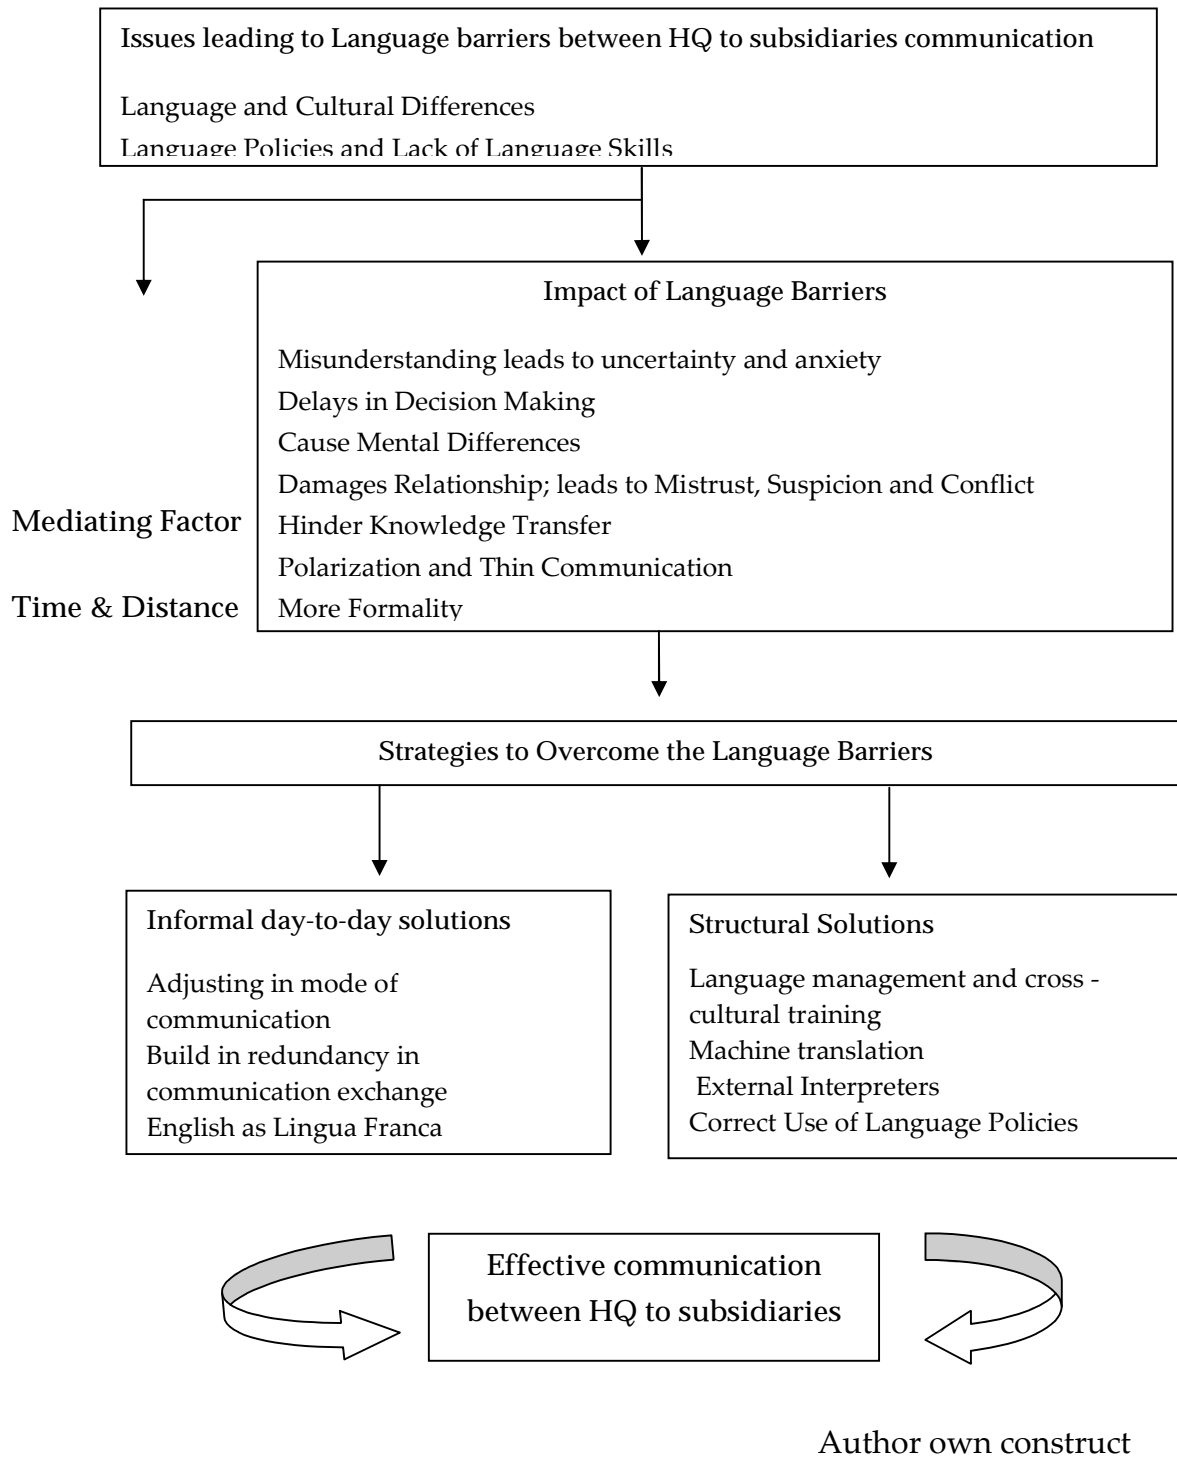 Issues leading to Language barriers between HQ to subsidiaries communication
Language and Cultural Differences
Language Policies and Lack of Language Skills
Impact of Language Barriers
Misunderstanding leads to uncertainty and anxiety
Delays in Decision Making
Cause Mental Differences
Damages Relationship; leads to Mistrust, Suspicion and Conflict
Mediating Factor
Hinder Knowledge Transfer
Polarization and Thin Communication
Time & Distance
More Formality
Strategies to Overcome the Language Barriers
Informal day-to-day solutions
Adjusting in mode of
communication
Build in redundancy in
communication exchange
English as Lingua Franca
Structural Solutions
Language management and cross -
cultural training
Machine translation
External Interpreters
Correct Use of Language Policies
Effective communication
between HQ to subsidiaries
Author own construct